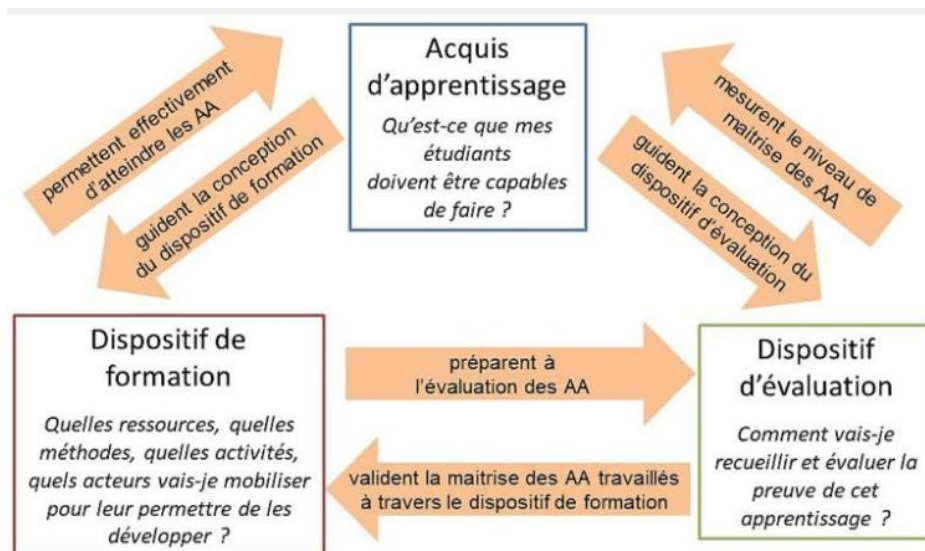 Acquis
d'apprentissage
Qu'est-ce que mes
étudiants
doivent être capables
de faire ?
permettent effectivement
d'atteindre les AA
guident la conception
du dispositif de formation
mesurent le niveau de
maitrise des AA
guident la conception du
dispositif d'évaluation
Dispositif de
formation
Quelles ressources, quelles
méthodes, quelles activités,
quels acteurs vais-je mobiliser
pour leur permettre de les
développer ?
préparent à
l'évaluation des AA
valident la maitrise des AA travaillés
à travers le dispositif de formation
Dispositif
d'évaluation
Comment vais-je
recueillir et évaluer la
preuve de cet
apprentissage ?